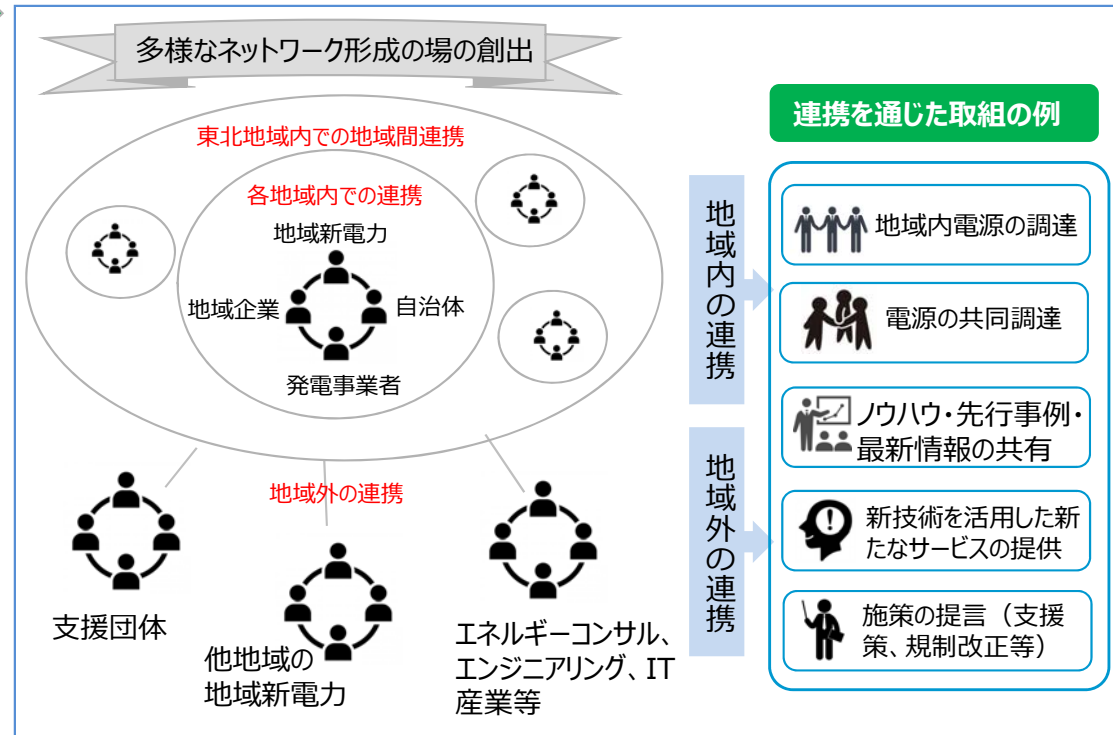 多様なネットワーク形成の場の創出
東北地域内での地域間連携
各地域内での連携
地域新電力
地域企業
自治体
発電事業者
地域外の連携
支援団体
他地域の
地域新電力
エネルギーコンサル、
エンジニアリング、IT
産業等
地域内の連携
地域外の連携
連携を通じた取組の例
地域内電源の調達
電源の共同調達
ノウハウ・先行事例・
最新情報の共有
新技術を活用した新
たなサービスの提供
施策の提言（支援
策、規制改正等）